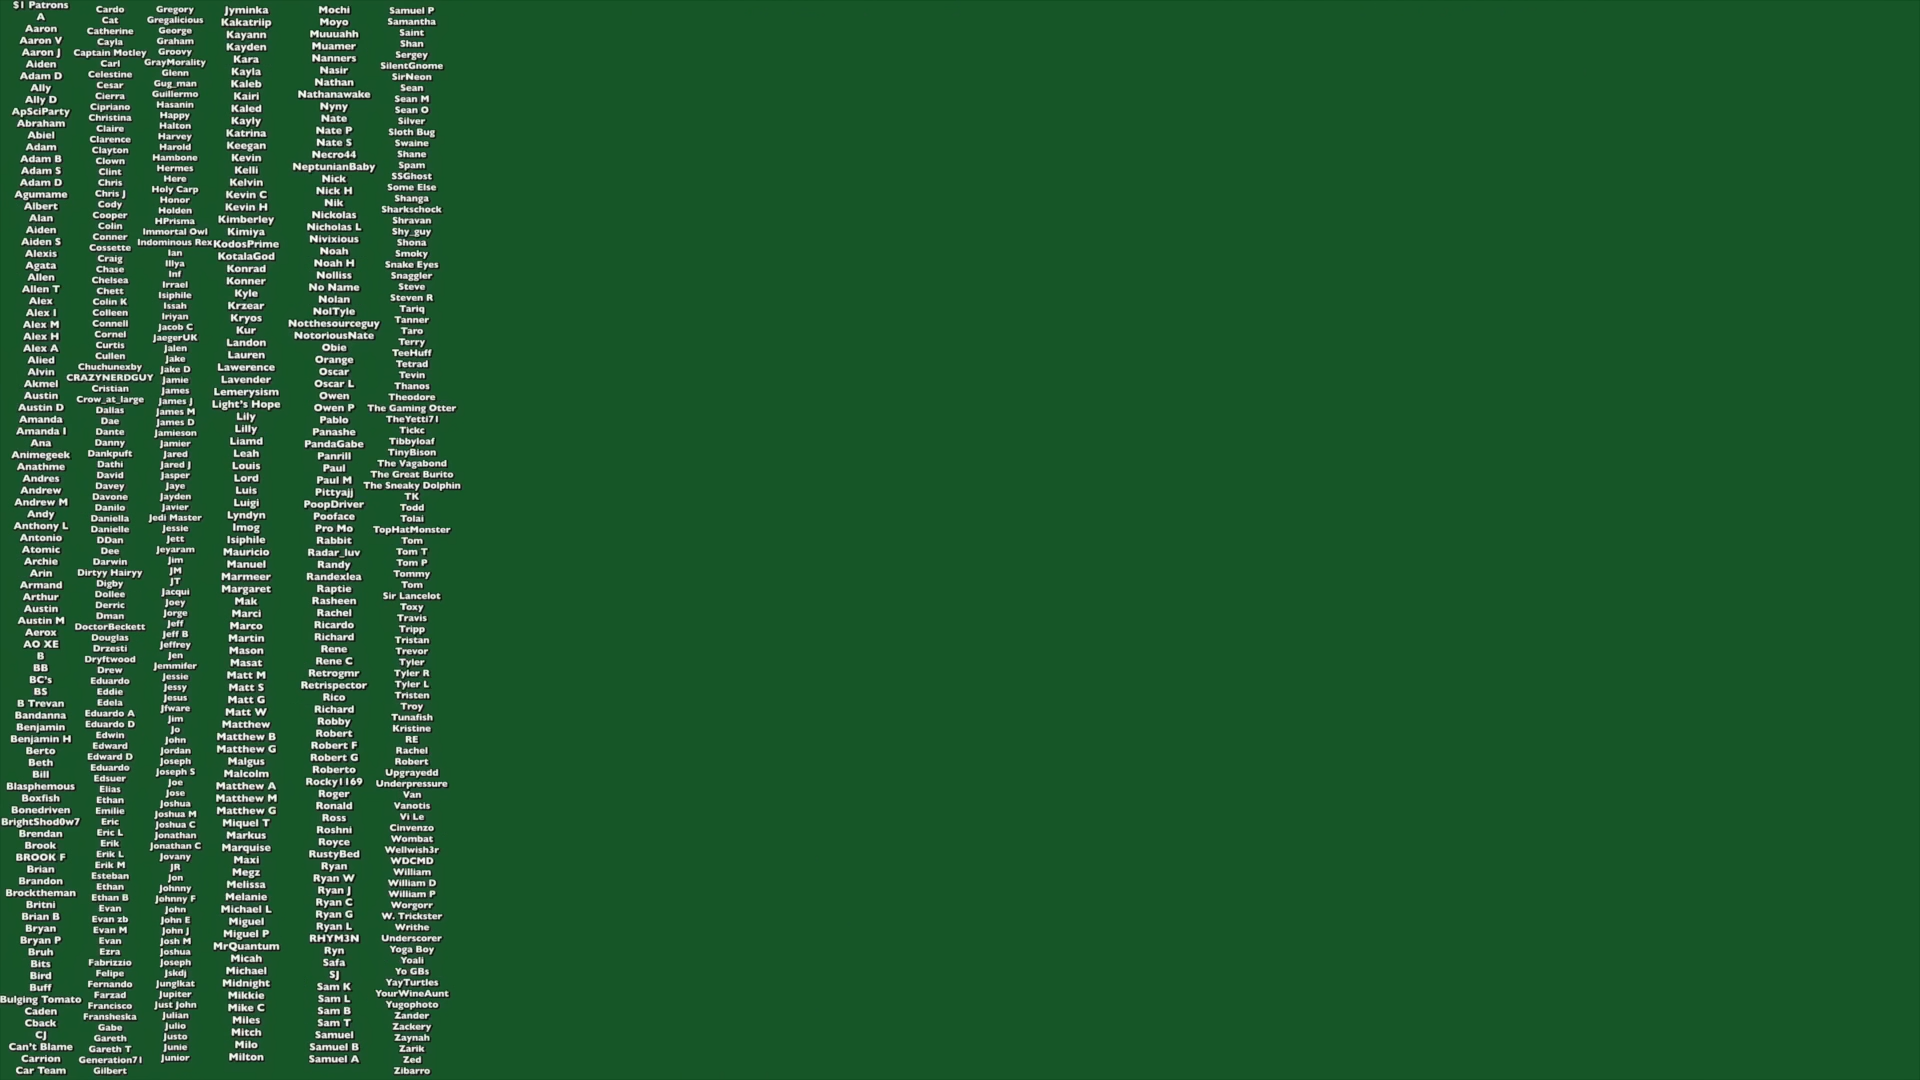 $1 Patrons
A
Aaron
Aaron V
Aaron J
Aiden
Adam D
Ally
Ally D
ApSciParty
Abraham
Abiel
Adam
Adam B
Adam S
Adam D
Agumame
Albert
Alan
Aiden
Aiden S
Alexis
Agata
Allen
Allen T
Alex
Alex I
Alex M
Alex H
Alex A
Alied
Alvin
Akmel
Austin
Austin D
Amanda
Amanda I
Ana
Animegeek
Anathme
Andres
Andrew
Andrew M
Andy
Anthony L
Antonio
Atomic
Archie
Arin
Armand
Arthur
Austin
Austin M
Aerox
AO XE
B
BB
BC's
BS
B Trevan
Bandanna
Benjamin
Benjamin H
Berto
Beth
Bill
Blasphemous
Boxfish
Bonedriven
BrightShod0w7
Brendan
Brook
BROOK F
Brian
Brandon
Brocktheman
Britni
Brian B
Bryan
Bryan P
Bruh
Bits
Bird
Buff
Bulging Tomato
Caden
Cback
CJ
Can't Blame
Carrion
Car Team
Cardo
Cat
Catherine
Cayla
Captain Motley
Carl
Celestine
Cesar
Cierra
Cipriano
Christina
Claire
Clarence
Clayton
Clown
Clint
Chris
Chris J
Cody
Cooper
Colin
Conner
Cossette
Craig
Chase
Chelsea
Chett
Colin K
Colleen
Connell
Cornel
Curtis
Cullen
Chuchunexby
CRAZYNERDGUY
Cristian
Crow_at_large
Dallas
Dae
Dante
Danny
Dankpuft
Dathi
David
Davey
Davone
Danilo
Daniella
Danielle
DDan
Dee
Darwin
Dirtyy Hairyy
Digby
Dollee
Derric
Dman
DoctorBeckett
Douglas
Drzesti
Dryftwood
Drew
Eduardo
Eddie
Edela
Eduardo A
Eduardo D
Edwin
Edward
Edward D
Eduardo
Edsuer
Elias
Ethan
Emilie
Eric
Eric L
Erik
Erik L
Erik M
Esteban
Ethan
Ethan B
Evan
Evan zb
Evan M
Evan
Ezra
Fabrizzio
Felipe
Fernando
Farzad
Francisco
Fransheska
Gabe
Gareth
Gareth T
Generation71
Gilbert
Gregory
Gregalicious
George
Graham
Groovy
GrayMorality
Glenn
Gug_man
Guillermo
Hasanin
Happy
Halton
Harvey
Harold
Hambone
Hermes
Here
Holy Carp
Honor
Holden
HPrisma
Immortal Owl
Indominous Rex
Ian
Illya
Inf
Irrael
Isiphile
Issah
Iriyan
Jacob C
JaegerUK
Jalen
Jake
Jake D
Jamie
James
James J
James M
James D
Jamieson
Jamier
Jared
Jared J
Jasper
Jaye
Jayden
Javier
Jedi Master
Jessie
Jett
Jeyaram
Jim
JM
JT
Jacqui
Joey
Jorge
Jeff
Jeff B
Jeffrey
Jen
Jemmifer
Jessie
Jessy
Jesus
Jfware
Jim
Jo
John
Jordan
Joseph
Joseph S
Joe
Jose
Joshua
Joshua M
Joshua C
Jonathan
Jonathan C
Jovany
JR
Jon
Johnny
Johnny F
John
John E
John J
Josh M
Joshua
Joseph
Jskdj
Junglkat
Jupiter
Just John
Julian
Julio
Justo
Junie
Junior
Jyminka
Kakatriip
Kayann
Kayden
Kara
Kayla
Kaleb
Kairi
Kaled
Kayly
Katrina
Keegan
Kevin
Kelli
Kelvin
Kevin C
Kevin H
Kimberley
Kimiya
KodosPrime
KotalaGod
Konrad
Konner
Kyle
Krzear
Kryos
Kur
Landon
Lauren
Lawerence
Lavender
Lemerysism
Light's Hope
Lily
Lilly
Liamd
Leah
Louis
Lord
Luis
Luigi
Lyndyn
Imog
Isiphile
Mauricio
Manuel
Marmeer
Margaret
Mak
Marci
Marco
Martin
Mason
Masat
Matt M
Matt S
Matt G
Matt W
Matthew
Matthew B
Matthew G
Malgus
Malcolm
Matthew A
Matthew M
Matthew G
Miquel T
Markus
Marquise
Maxi
Megz
Melissa
Melanie
Michael L
Miguel
Miguel P
MrQuantum
Micah
Michael
Midnight
Mikkie
Mike C
Miles
Mitch
Milo
Milton
Mochi
Moyo
Muuuahh
Muamer
Nanners
Nasir
Nathan
Nathanawake
Nyny
Nate
Nate P
Nate S
Necro44
NeptunianBaby
Nick
Nick H
Nik
Nickolas
Nicholas L
Nivixious
Noah
Noah H
Nolliss
No Name
Nolan
NolTyle
Notthesourceguy
NotoriousNate
Obie
Orange
Oscar
Oscar L
Owen
Owen P
Pablo
Panashe
PandaGabe
Panrill
Paul
Paul M
Pittyajj
PoopDriver
Pooface
Pro Mo
Rabbit
Radar_luv
Randy
Randexlea
Raptie
Rasheen
Rachel
Ricardo
Richard
Rene
Rene C
Retrogmr
Retrispector
Rico
Richard
Robby
Robert
Robert F
Robert G
Roberto
Rocky1169
Roger
Ronald
Ross
Roshni
Royce
RustyBed
Ryan
Ryan W
Ryan J
Ryan C
Ryan G
Ryan L
RHYM3N
Ryn
Safa
SJ
Sam K
Sam L
Sam B
Sam T
Samuel
Samuel B
Samuel A
Samuel P
Samantha
Saint
Shan
Sergey
SilentGnome
SirNeon
Sean
Sean M
Sean O
Silver
Sloth Bug
Swaine
Shane
Spam
SSGhost
Some Else
Shanga
Sharkschock
Shravan
Shy_guy
Shona
Smoky
Snake Eyes
Snaggler
Steve
Steven R
Tariq
Tanner
Taro
Terry
TeeHuff
Tetrad
Tevin
Thanos
Theodore
The Gaming Otter
TheYetti71
Tickc
Tibbyloaf
TinyBison
The Vagabond
The Great Burito
The Sneaky Dolphin
TK
Todd
Tolai
TopHatMonster
Tom
Tom T
Tom P
Tommy
Tom
Sir Lancelot
Toxy
Travis
Tripp
Tristan
Trevor
Tyler
Tyler R
Tyler L
Tristen
Troy
Tunafish
Kristine
RE
Rachel
Robert
Upgrayedd
Underpressure
Van
Vanotis
Vi Le
Cinvenzo
Wombat
Wellwish3r
WDCMD
William
William D
William P
Worgorr
W. Trickster
Writhe
Underscorer
Yoga Boy
Yoali
Yo GBs
YayTurtles
YourWineAunt
Yugophoto
Zander
Zackery
Zaynah
Zarik
Zed
Zibarro